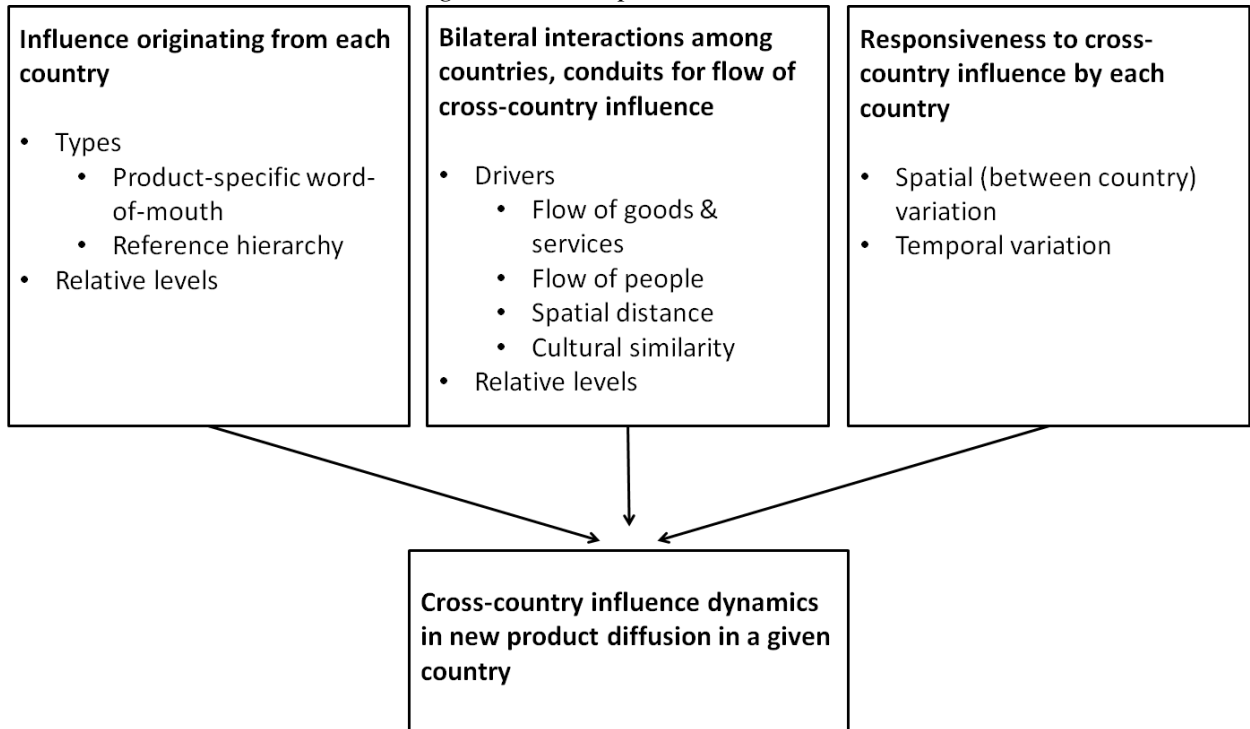 Influence originating from each
country
• Types
• Product-specific word-
of-mouth
• Reference hierarchy
• Relative levels
Bilateral interactions among
countries, conduits for flow of
cross-country influence
• Drivers
• Flow of goods &
services
• Flow of people
• Spatial distance
• Cultural similarity
• Relative levels
Responsiveness to cross-
country influence by each
country
• Spatial (between country)
variation
• Temporal variation
Cross-country influence dynamics
in new product diffusion in a given
country